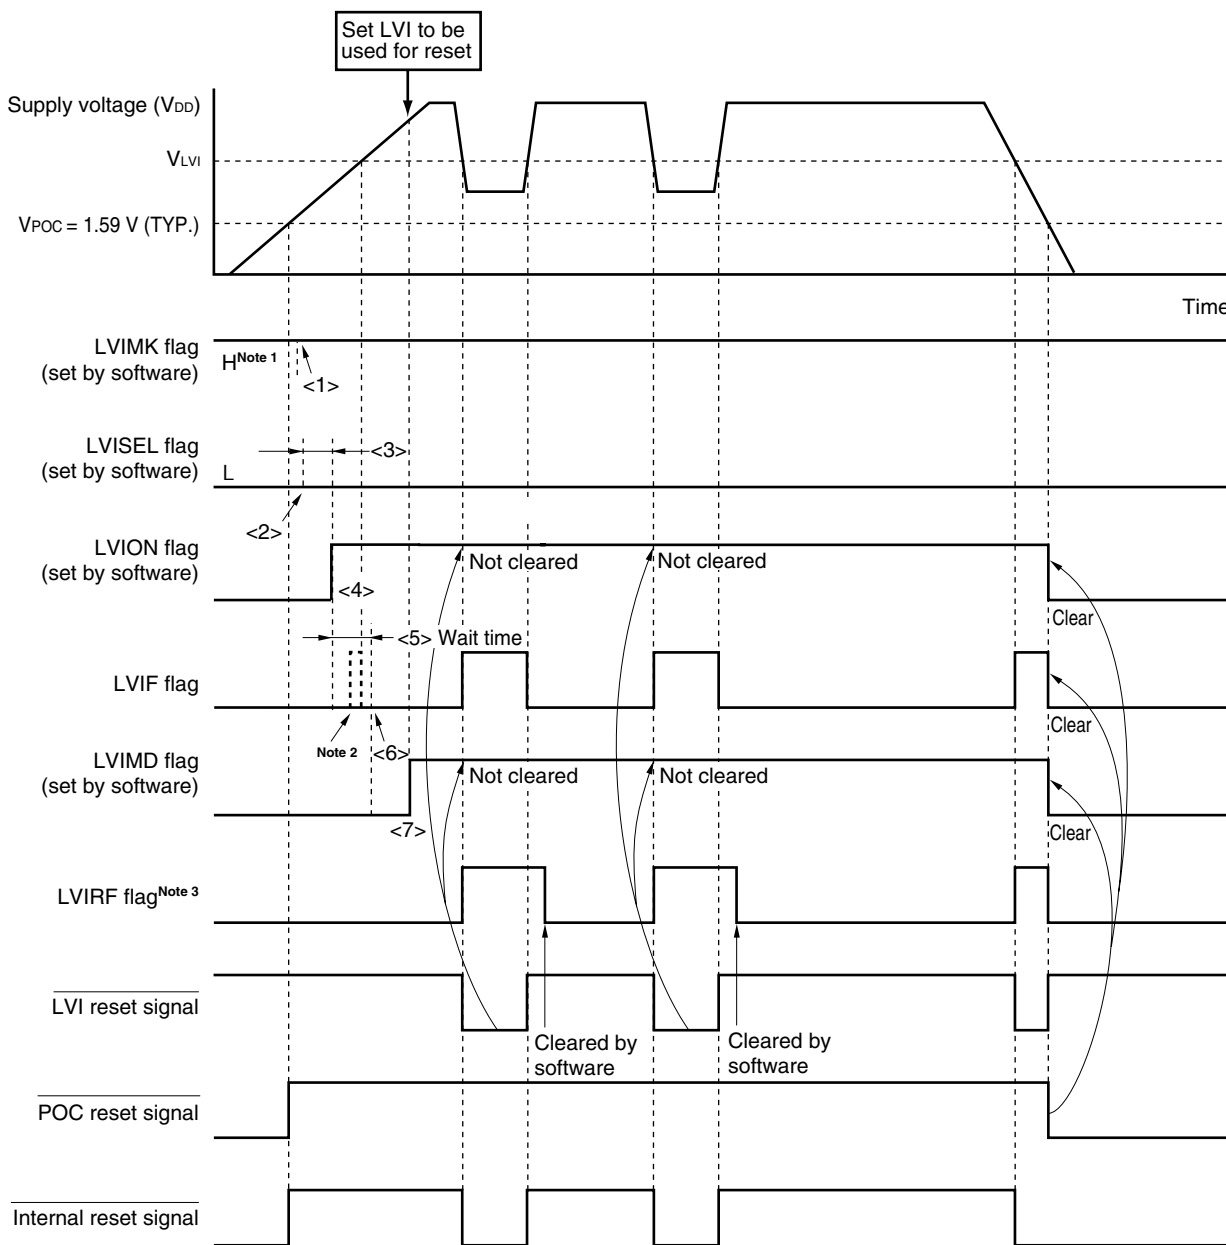 Set LVI to be
used for reset
Supply voltage (VDD)
VLVI
VPOC = 1.59 V (TYP.)
Time
LVIMK flag
(set by software)
H Note 1
<1>
LVISEL flag
(set by software)
<3>
L
<2>
LVION flag
(set by software)
Not cleared
Not cleared
<4>
Clear
<5> Wait time
LVIF flag
Clear
Note 2
<6>
LVIMD flag
(set by software)
Not cleared
Not cleared
<7>
Clear
LVIRF flag Note 3
LVI reset signal
Cleared by
software
Cleared by
software
POC reset signal
Internal reset signal